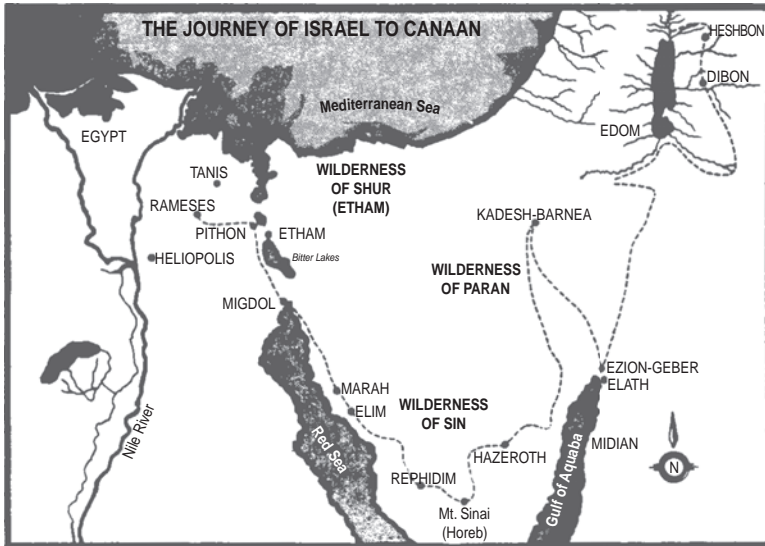 THE JOURNEY OF ISRAEL TO CANAAN
HESHBON
DIBON
Mediterranean Sea
EDOM
EGYPT
TANIS
WILDERNESS
OF SHUR
(ETHAM)
RAMESES
KADESH-BARNEA
PITHON
ETHAM
HELIOPOLIS
Bitter Lakes
WILDERNESS
OF PARAN
MIGDOL
EZION-GEBER
ELATH
MARAH
ELIM
WILDERNESS
OF SIN
Nile River
Red Sea
HAZEROTH
MIDIAN
Gulf of Aquaba
N
REPHIDIM
Mt. Sinai
(Horeb)